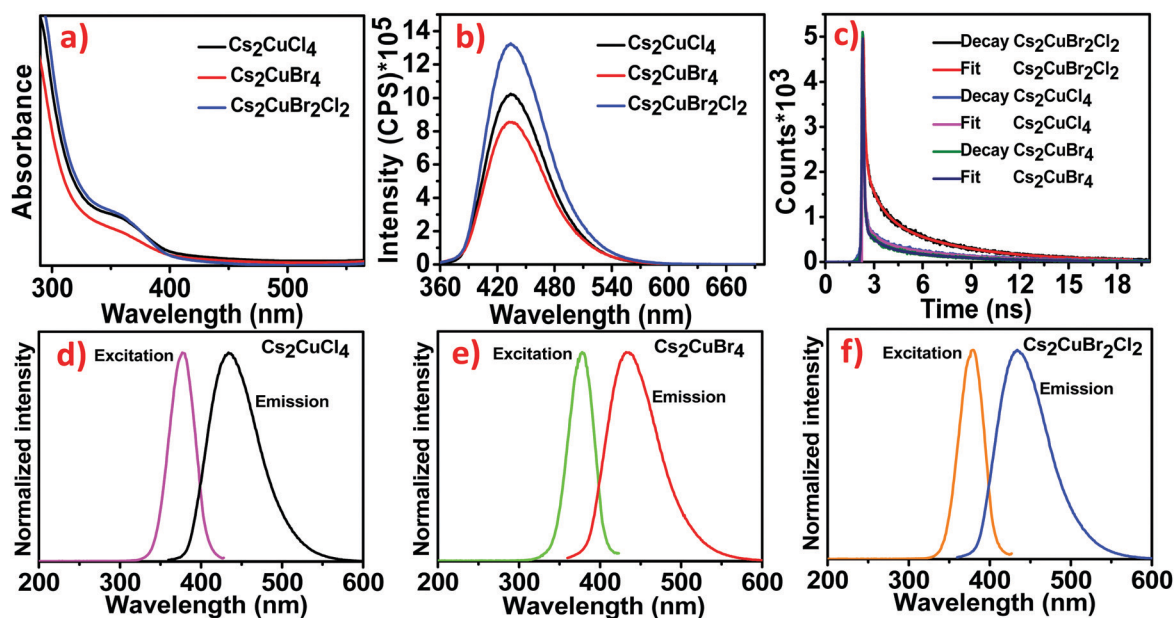 a)
Cs2CuCl4
Cs2CuBr4
Cs2CuBr2Cl2
Absorbance
300 400 500
Wavelength (nm)
b)
Cs2CuCl4
Cs2CuBr4
Cs2CuBr2Cl2
Intensity (CPS)*10^5
14
12
10
8
6
4
2
0
360 420 480 540 600 660
Wavelength (nm)
c)
Decay Cs2CuBr2Cl2
Fit Cs2CuBr2Cl2
Decay Cs2CuCl4
Fit Cs2CuCl4
Decay Cs2CuBr4
Fit Cs2CuBr4
Counts*10^3
5
4
3
2
1
0
0 3 6 9 12 15 18
Time (ns)
d)
Cs2CuCl4
Excitation
Emission
Normalized intensity
200 300 400 500 600
Wavelength (nm)
e)
Cs2CuBr4
Excitation
Emission
Normalized intensity
200 300 400 500 600
Wavelength (nm)
f)
Cs2CuBr2Cl2
Excitation
Emission
Normalized intensity
200 300 400 500 600
Wavelength (nm)